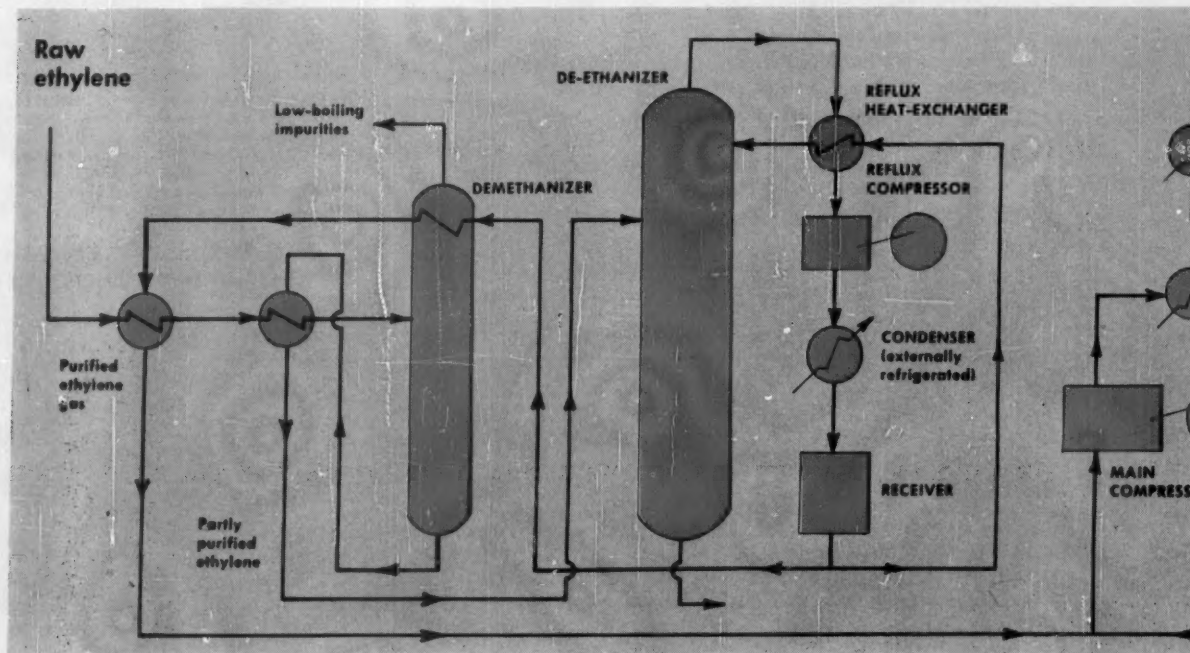 Raw
ethylene
Low-boiling
impurities
DEMETHANIZER
DE-ETHANIZER
REFLUX
HEAT-EXCHANGER
REFLUX
COMPRESSOR
CONDENSER
(externally
refrigerated)
RECEIVER
Purified
ethylene
gas
Partly
purified
ethylene
MAIN
COMPRESS